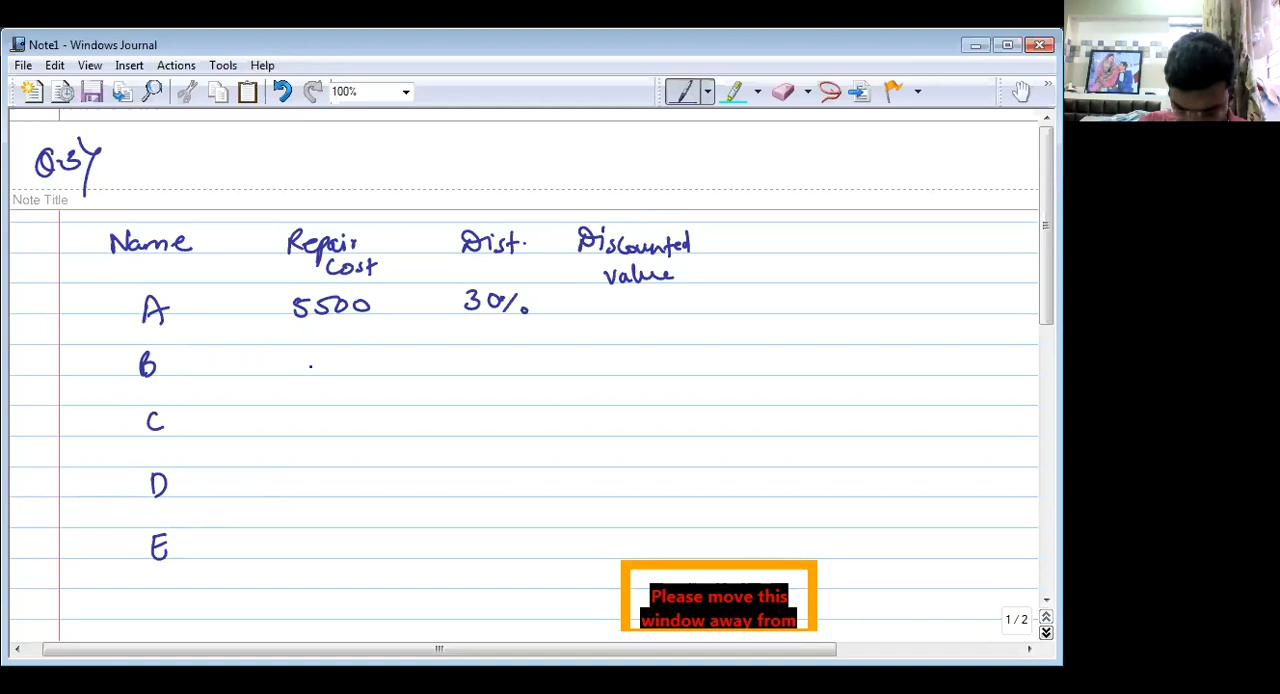 Note1 - Windows Journal
File Edit View Insert Actions Tools Help
100%
Q-34
Note Title
Name Repair Cost Dist. Discounted value
A 5500 30%
B
C
D
E
Please move this
window away from
1 / 2